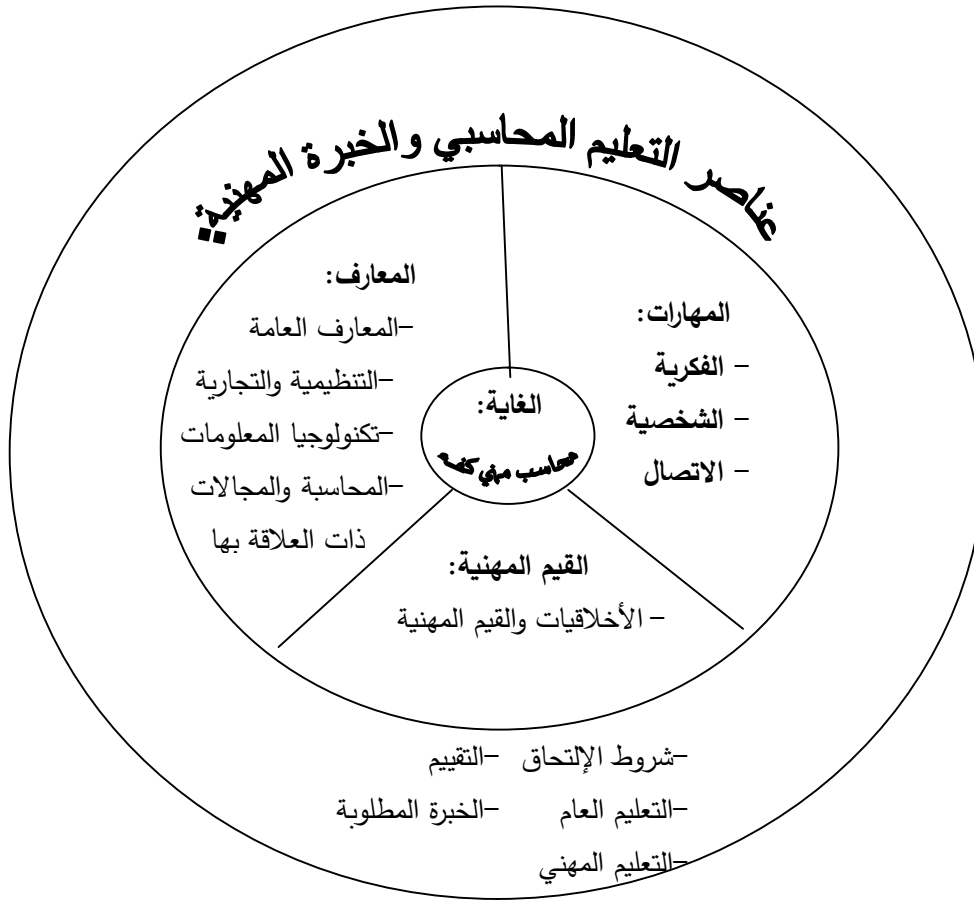 عناصر التعليم المحاسبي والخبرة المهنية:
المهارات:
– الفكرية
– الشخصية
– الاتصال
المعارف:
–المعارف العامة
–التنظيمية والتجارية
–تكنولوجيا المعلومات
–المحاسبة والمجالات
ذات العلاقة بها
الغاية:
محاسب مهني كفء
القيم المهنية:
– الأخلاقيات والقيم المهنية
–شروط الإلتحاق –التقييم
–التعليم العام –الخبرة المطلوبة
–التعليم المهني